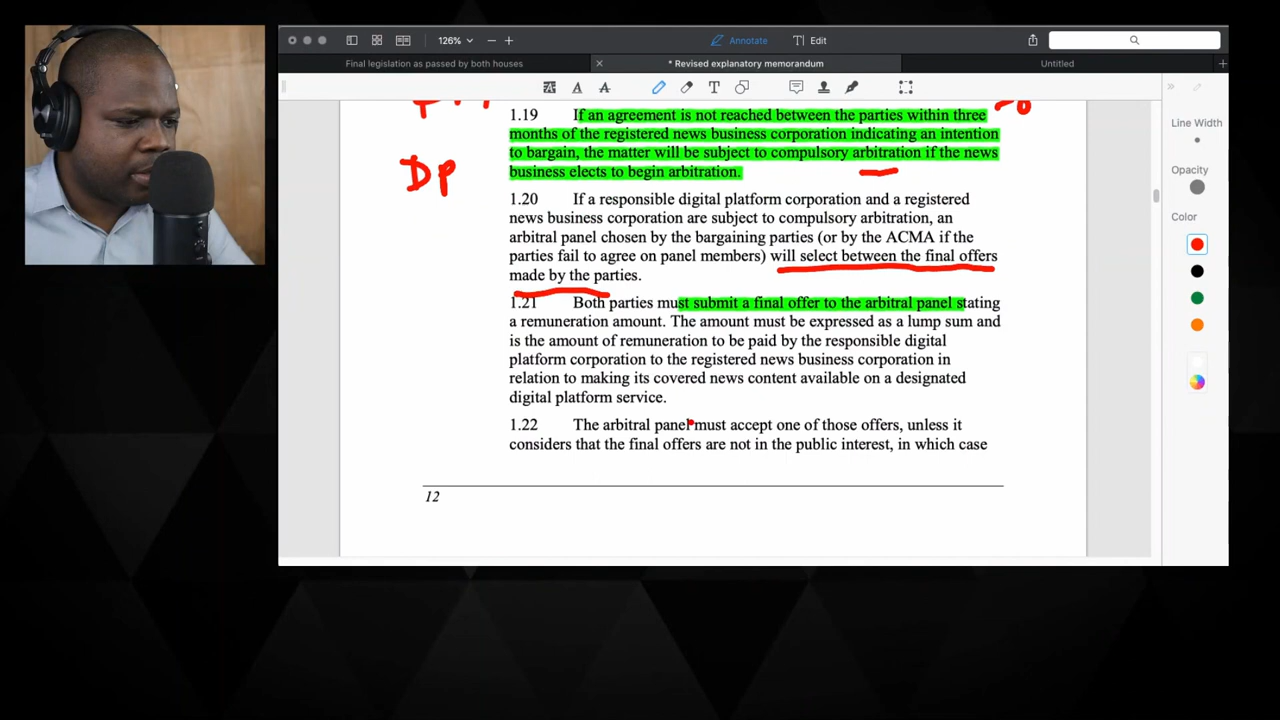 126%
Annotate
Edit
Final legislation as passed by both houses
* Revised explanatory memorandum
Untitled
1.19 If an agreement is not reached between the parties within three
months of the registered news business corporation indicating an intention
to bargain, the matter will be subject to compulsory arbitration if the news
business elects to begin arbitration.
DP
1.20 If a responsible digital platform corporation and a registered
news business corporation are subject to compulsory arbitration, an
arbitral panel chosen by the bargaining parties (or by the ACMA if the
parties fail to agree on panel members) will select between the final offers
made by the parties.
1.21 Both parties must submit a final offer to the arbitral panel stating
a remuneration amount. The amount must be expressed as a lump sum and
is the amount of remuneration to be paid by the responsible digital
platform corporation to the registered news business corporation in
relation to making its covered news content available on a designated
digital platform service.
1.22 The arbitral panel must accept one of those offers, unless it
considers that the final offers are not in the public interest, in which case
12
Line Width
Opacity
Color